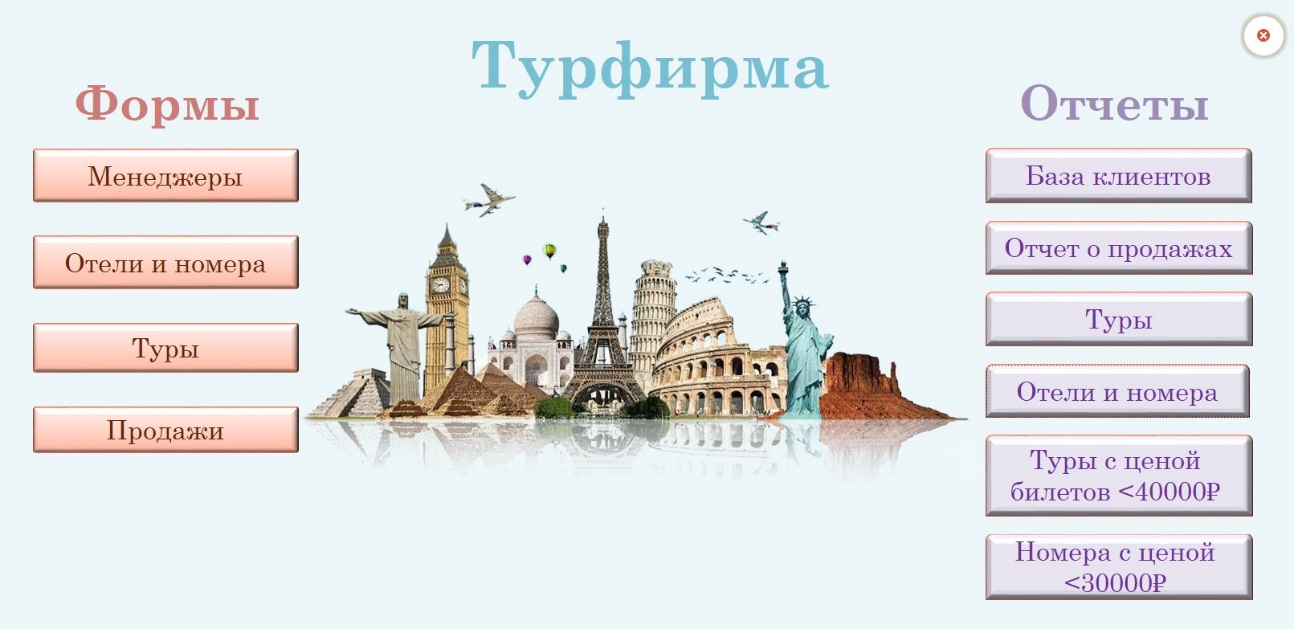 Турфирма
Формы
Менеджеры
Отели и номера
Туры
Продажи
Отчеты
База клиентов
Отчет о продажах
Туры
Отели и номера
Туры с ценой
билетов <40000₽
Номера с ценой
<30000₽